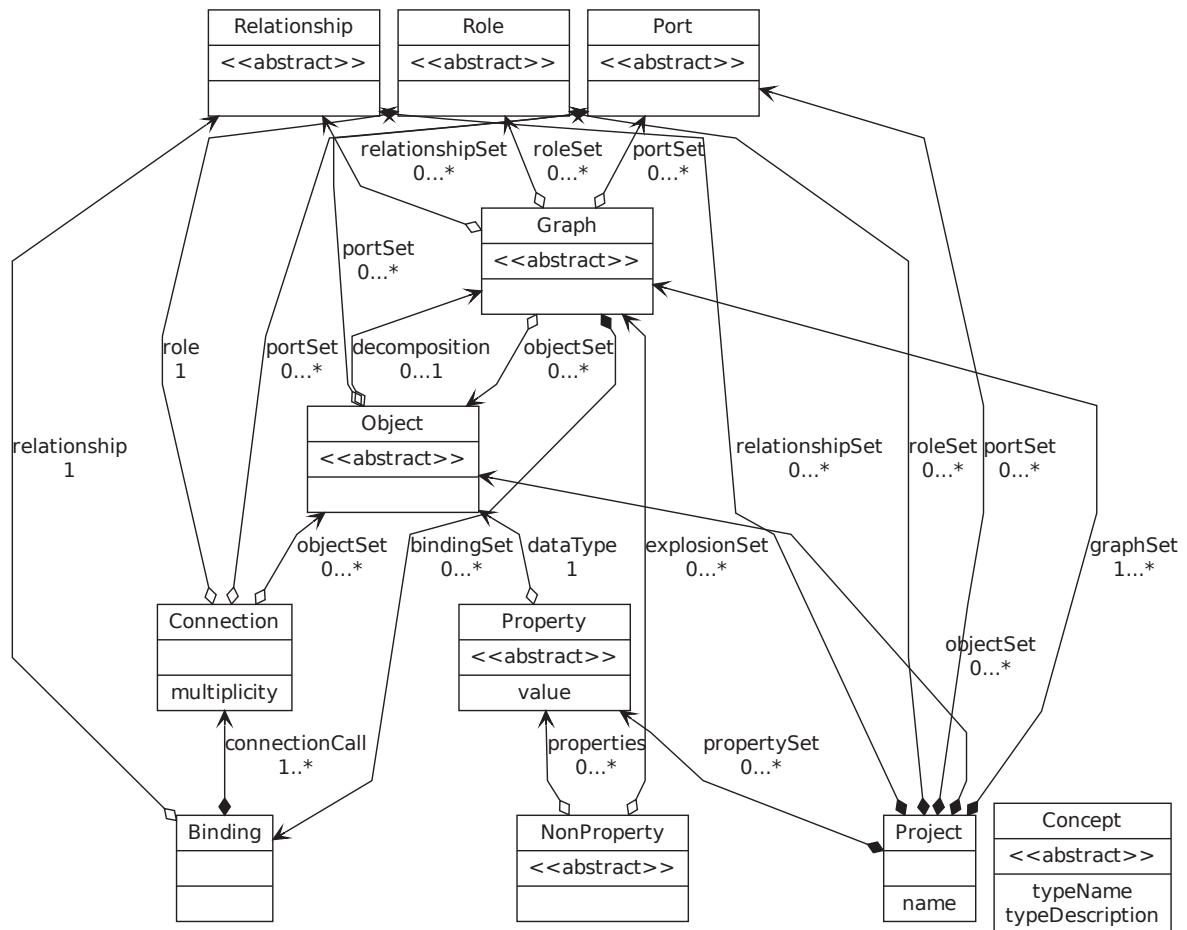 Relationship
<<abstract>>
Role
<<abstract>>
Port
<<abstract>>
relationshipSet
0...*
roleSet
0...*
portSet
0...*
Graph
<<abstract>>
portSet
0...*
role
1
portSet
0...*
decomposition
0...1
objectSet
0...*
Object
<<abstract>>
relationship
1
relationshipSet
0...*
roleSet
0...*
portSet
0...*
objectSet
0...*
bindingSet
0...*
dataType
1
explosionSet
0...*
graphSet
1...*
Connection
multiplicity
Property
<<abstract>>
value
objectSet
0...*
connectionCall
1..*
properties
0...*
propertySet
0...*
Binding
NonProperty
<<abstract>>
Project
name
Concept
<<abstract>>
typeName
typeDescription